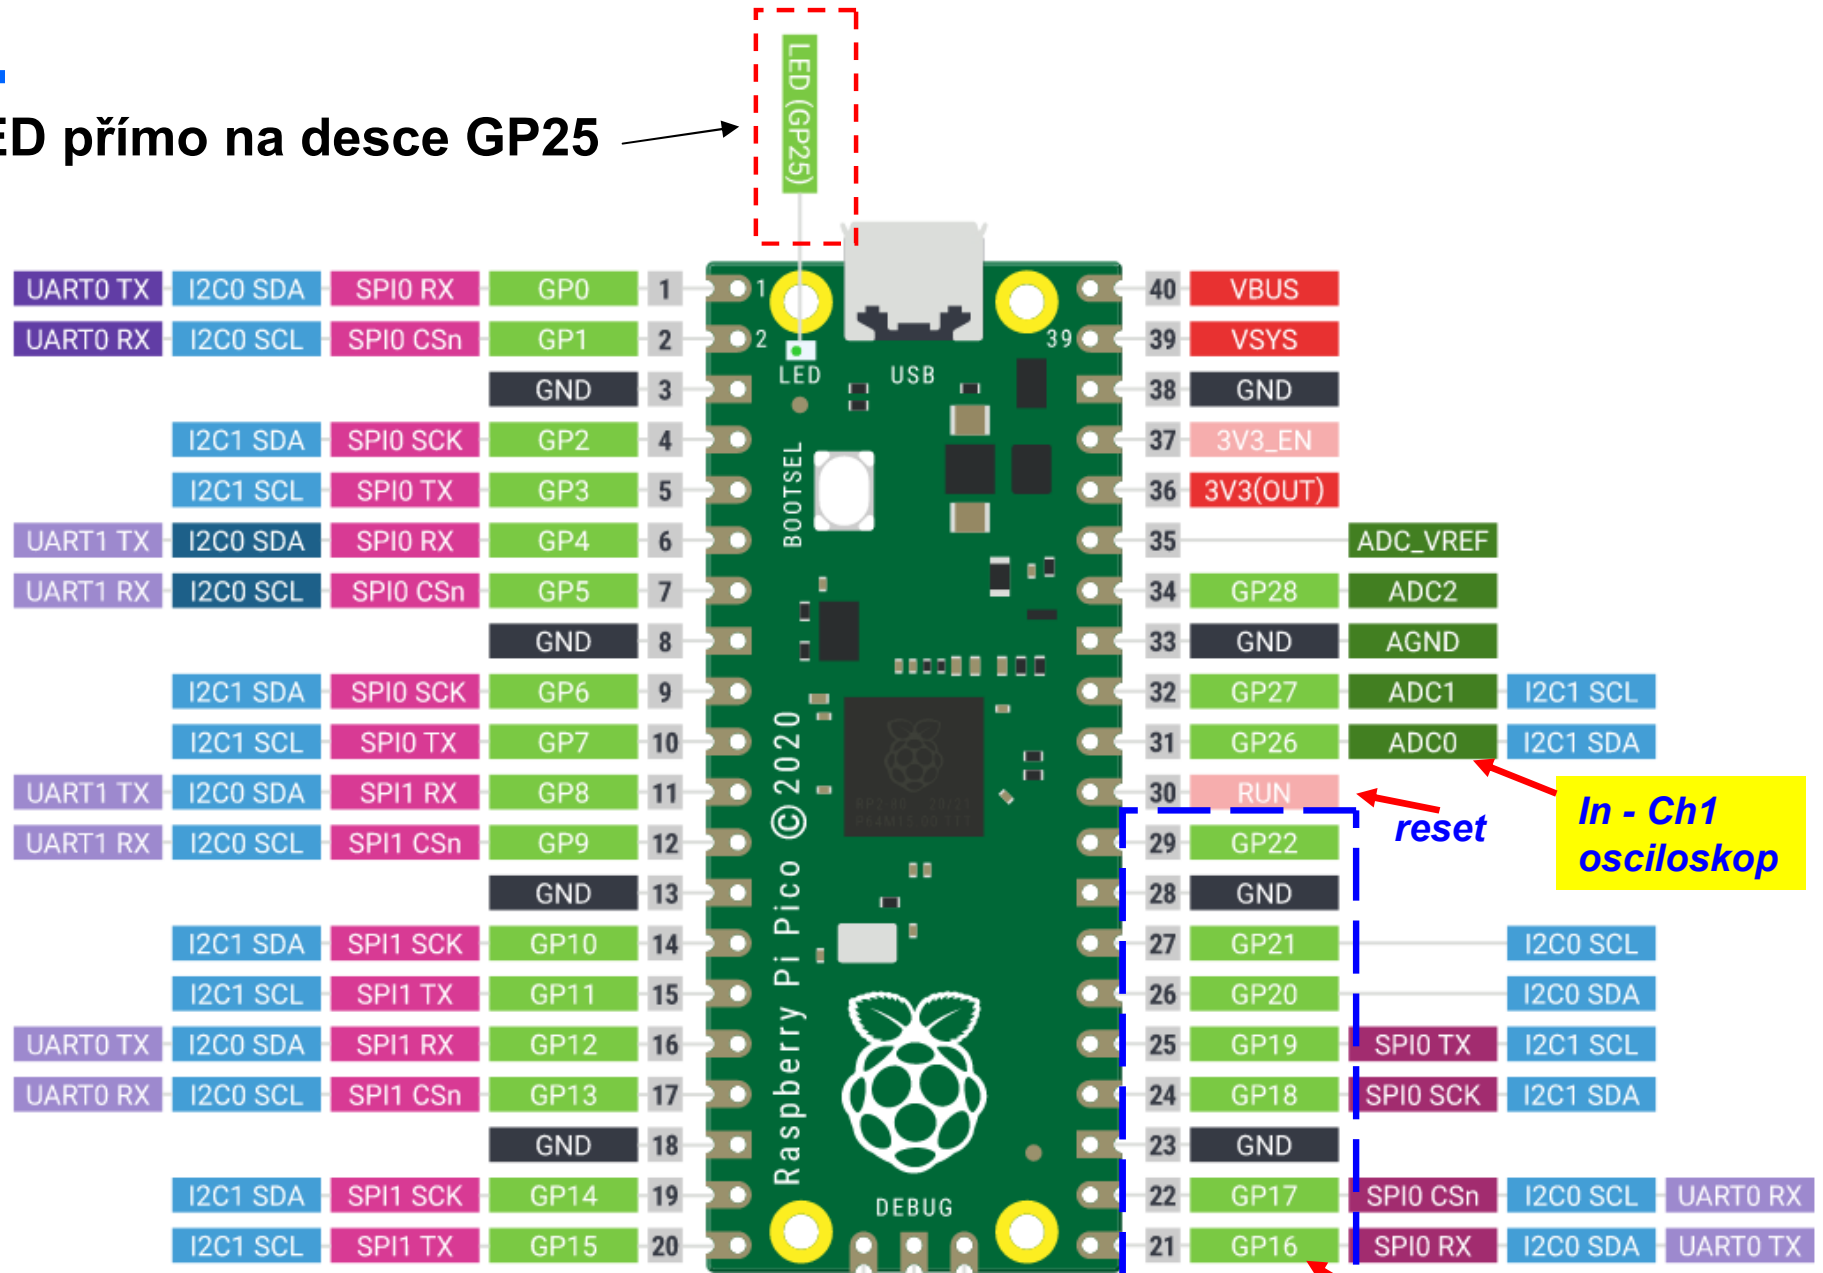 LED (GP25)
ED přímo na desce GP25
UART0 TX I2C0 SDA SPI0 RX GP0 1 1 40 VBUS
UART0 RX I2C0 SCL SPI0 CSn GP1 2 2 39 39 VSYS
LED USB
GND 3 38 GND
I2C1 SDA SPI0 SCK GP2 4 37 3V3_EN
BOOTSEL
I2C1 SCL SPI0 TX GP3 5 36 3V3(OUT)
UART1 TX I2C0 SDA SPI0 RX GP4 6 35 ADC_VREF
UART1 RX I2C0 SCL SPI0 CSn GP5 7 34 GP28 ADC2
GND 8 33 GND AGND
I2C1 SDA SPI0 SCK GP6 9 32 GP27 ADC1 I2C1 SCL
I2C1 SCL SPI0 TX GP7 10 31 GP26 ADC0 I2C1 SDA
UART1 TX I2C0 SDA SPI1 RX GP8 11 30 RUN
reset
In - Ch1
osciloskop
UART1 RX I2C0 SCL SPI1 CSn GP9 12 29 GP22
GND 13 28 GND
Raspberry Pi Pico ©2020
I2C1 SDA SPI1 SCK GP10 14 27 GP21 I2C0 SCL
I2C1 SCL SPI1 TX GP11 15 26 GP20 I2C0 SDA
UART0 TX I2C0 SDA SPI1 RX GP12 16 25 GP19 SPI0 TX I2C1 SCL
UART0 RX I2C0 SCL SPI1 CSn GP13 17 24 GP18 SPI0 SCK I2C1 SDA
GND 18 23 GND
I2C1 SDA SPI1 SCK GP14 19 22 GP17 SPI0 CSn I2C0 SCL UART0 RX
DEBUG
I2C1 SCL SPI1 TX GP15 20 21 GP16 SPI0 RX I2C0 SDA UART0 TX